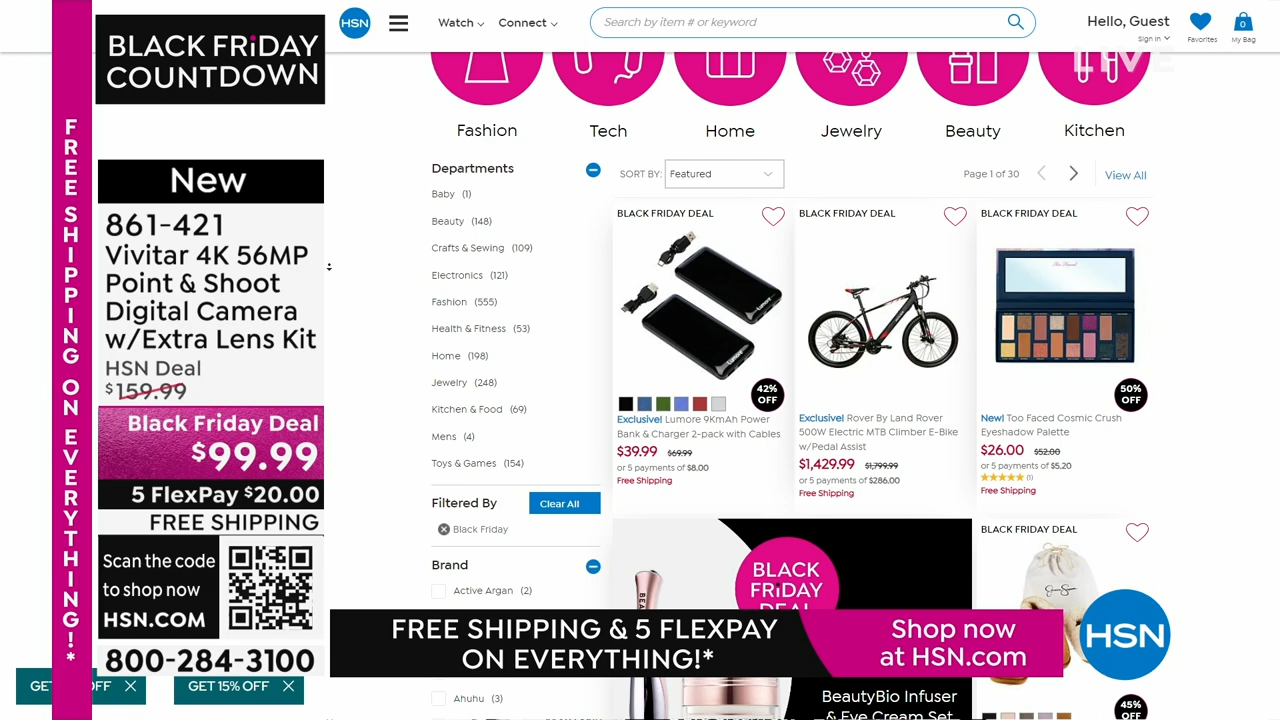 FREE SHIPPING ON EVERYTHING!*
BLACK FRiDAY
COUNTDOWN
New
861-421
Vivitar 4K 56MP
Point & Shoot
Digital Camera
w/Extra Lens Kit
HSN Deal
$159.99
Black Friday Deal
$99.99
5 FlexPay $20.00
FREE SHIPPING
Scan the code
to shop now
HSN.COM
800-284-3100
OFF
GET 15% OFF
HSN
Watch
Connect
Search by item # or keyword
Hello, Guest
Sign in
Favorites
0
My Bag
LIVE
Fashion
Tech
Home
Jewelry
Beauty
Kitchen
Departments
Baby (1)
Beauty (148)
Crafts & Sewing (109)
Electronics (121)
Fashion (555)
Health & Fitness (53)
Home (198)
Jewelry (248)
Kitchen & Food (69)
Mens (4)
Toys & Games (154)
Filtered By
Clear All
Black Friday
Brand
Active Argan (2)
Ahuhu (3)
SORT BY:
Featured
Page 1 of 30
View All
BLACK FRIDAY DEAL
42%
OFF
Exclusive! Lumore 9KmAh Power
Bank & Charger 2-pack with Cables
$39.99 $69.99
or 5 payments of $8.00
Free Shipping
BLACK FRIDAY DEAL
Exclusive! Rover By Land Rover
500W Electric MTB Climber E-Bike
w/Pedal Assist
$1,429.99 $1,799.99
or 5 payments of $286.00
Free Shipping
BLACK FRIDAY DEAL
50%
OFF
New! Too Faced Cosmic Crush
Eyeshadow Palette
$26.00 $52.00
or 5 payments of $5.20
(1)
Free Shipping
BLACK
FRiDAY
DEAL
BeautyBio Infuser
& Eye Cream Set
BLACK FRIDAY DEAL
45%
OFF
FREE SHIPPING & 5 FLEXPAY
ON EVERYTHING!*
Shop now
at HSN.com
HSN